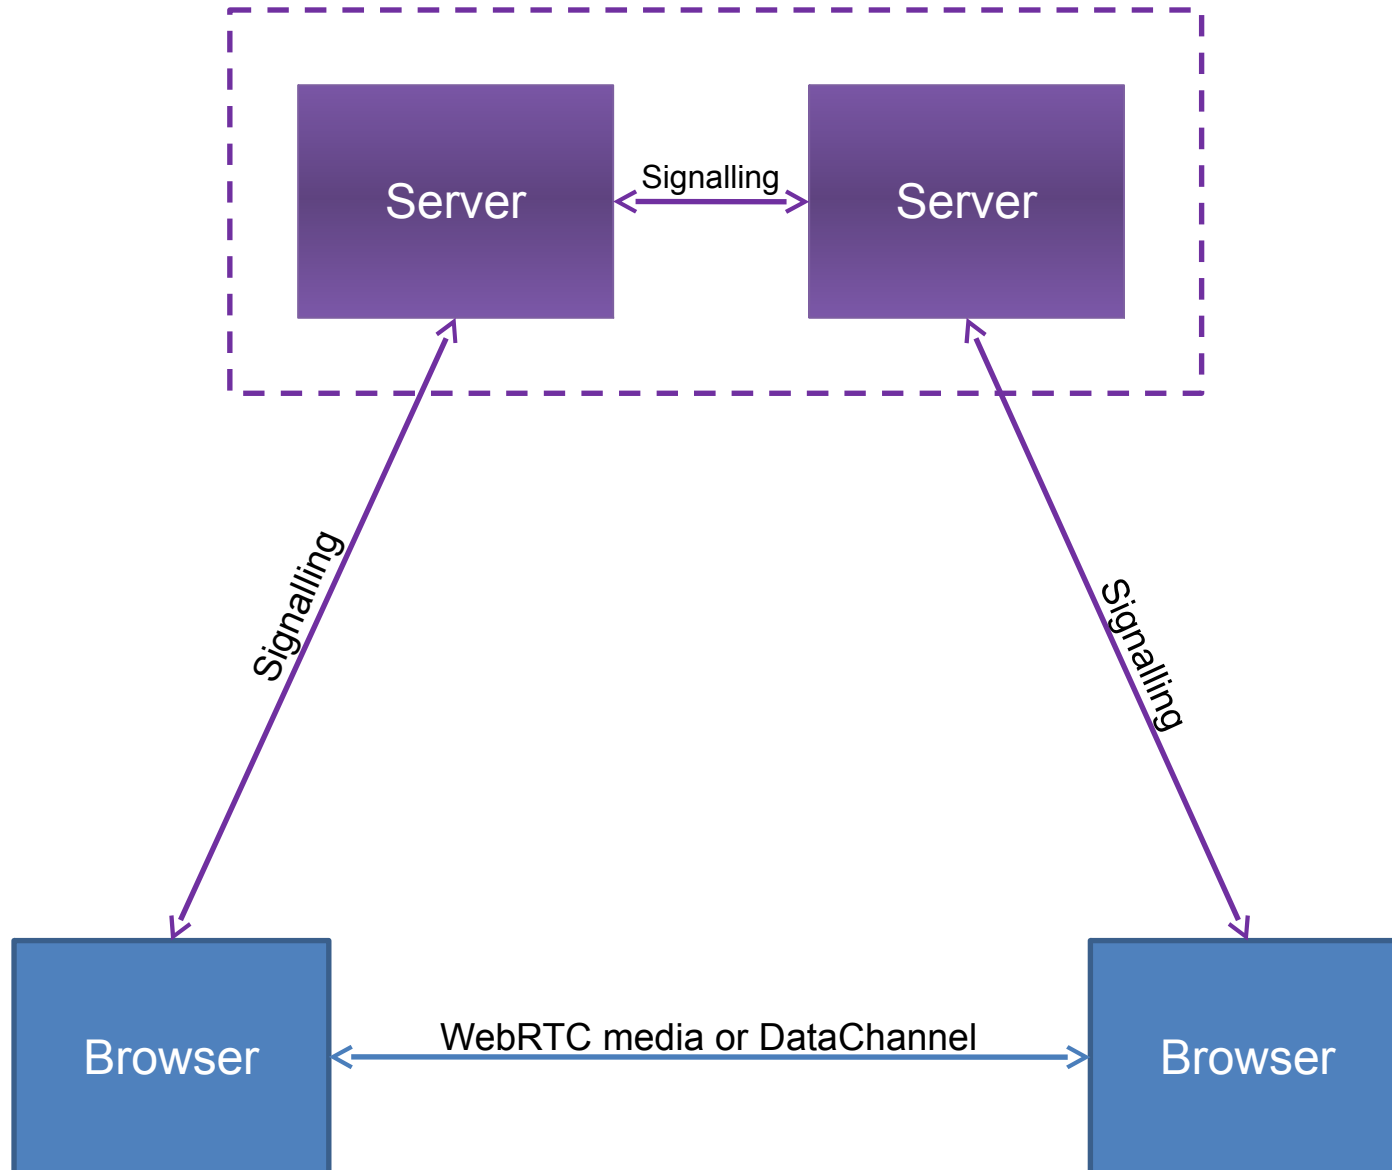 Signalling
Server
Server
Signalling
Signalling
WebRTC media or DataChannel
Browser
Browser